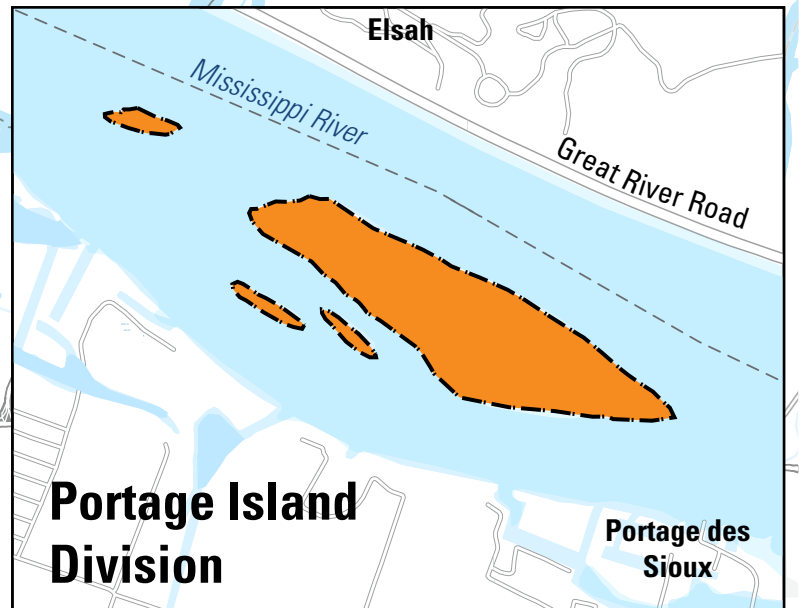 Elsah
Mississippi River
Great River Road
Portage Island
Division
Portage des
Sioux